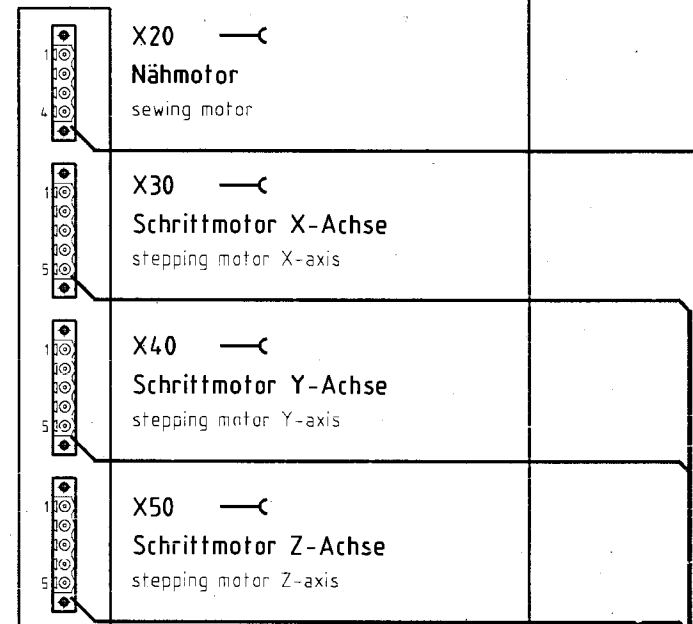 X20
1
Nähmotor
4
sewing motor
X30
1
Schrittmotor X-Achse
stepping motor X-axis
5
X40
1
Schrittmotor Y-Achse
stepping motor Y-axis
5
X50
1
Schrittmotor Z-Achse
stepping motor Z-axis
5